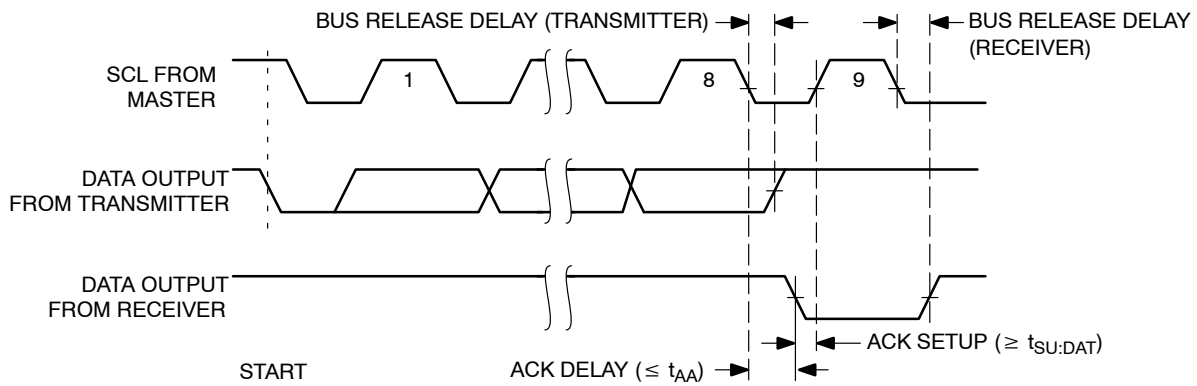 BUS RELEASE DELAY (TRANSMITTER)
BUS RELEASE DELAY
(RECEIVER)
SCL FROM
MASTER
1
8
9
DATA OUTPUT
FROM TRANSMITTER
DATA OUTPUT
FROM RECEIVER
ACK SETUP (≥ tSU:DAT)
START
ACK DELAY (≤ tAA)